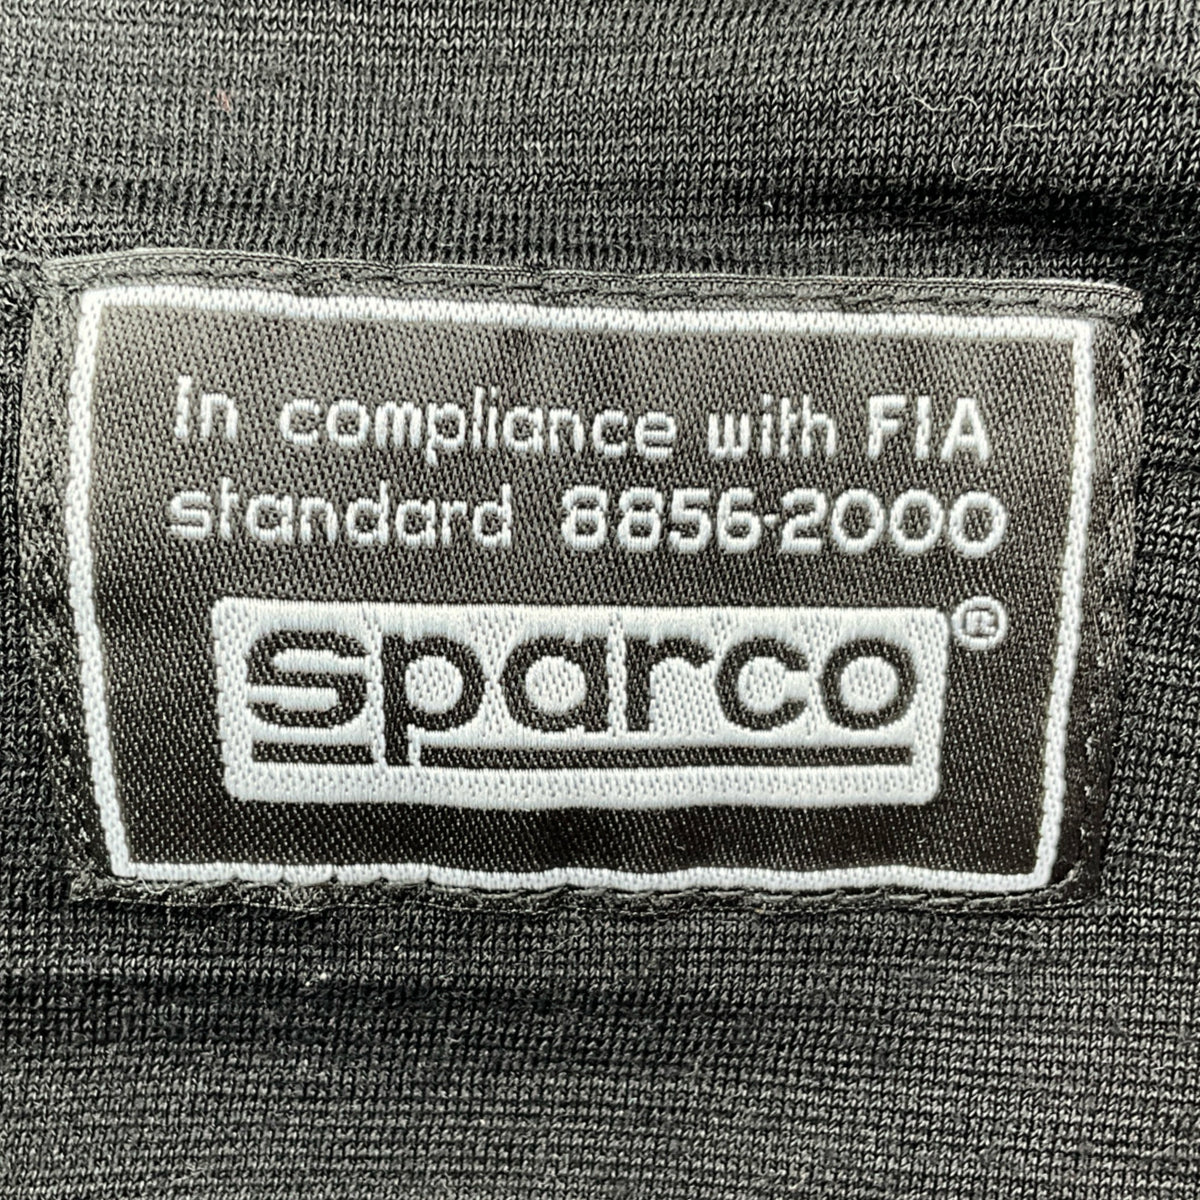 In compliance with FIA
standard 8856-2000
sparco®